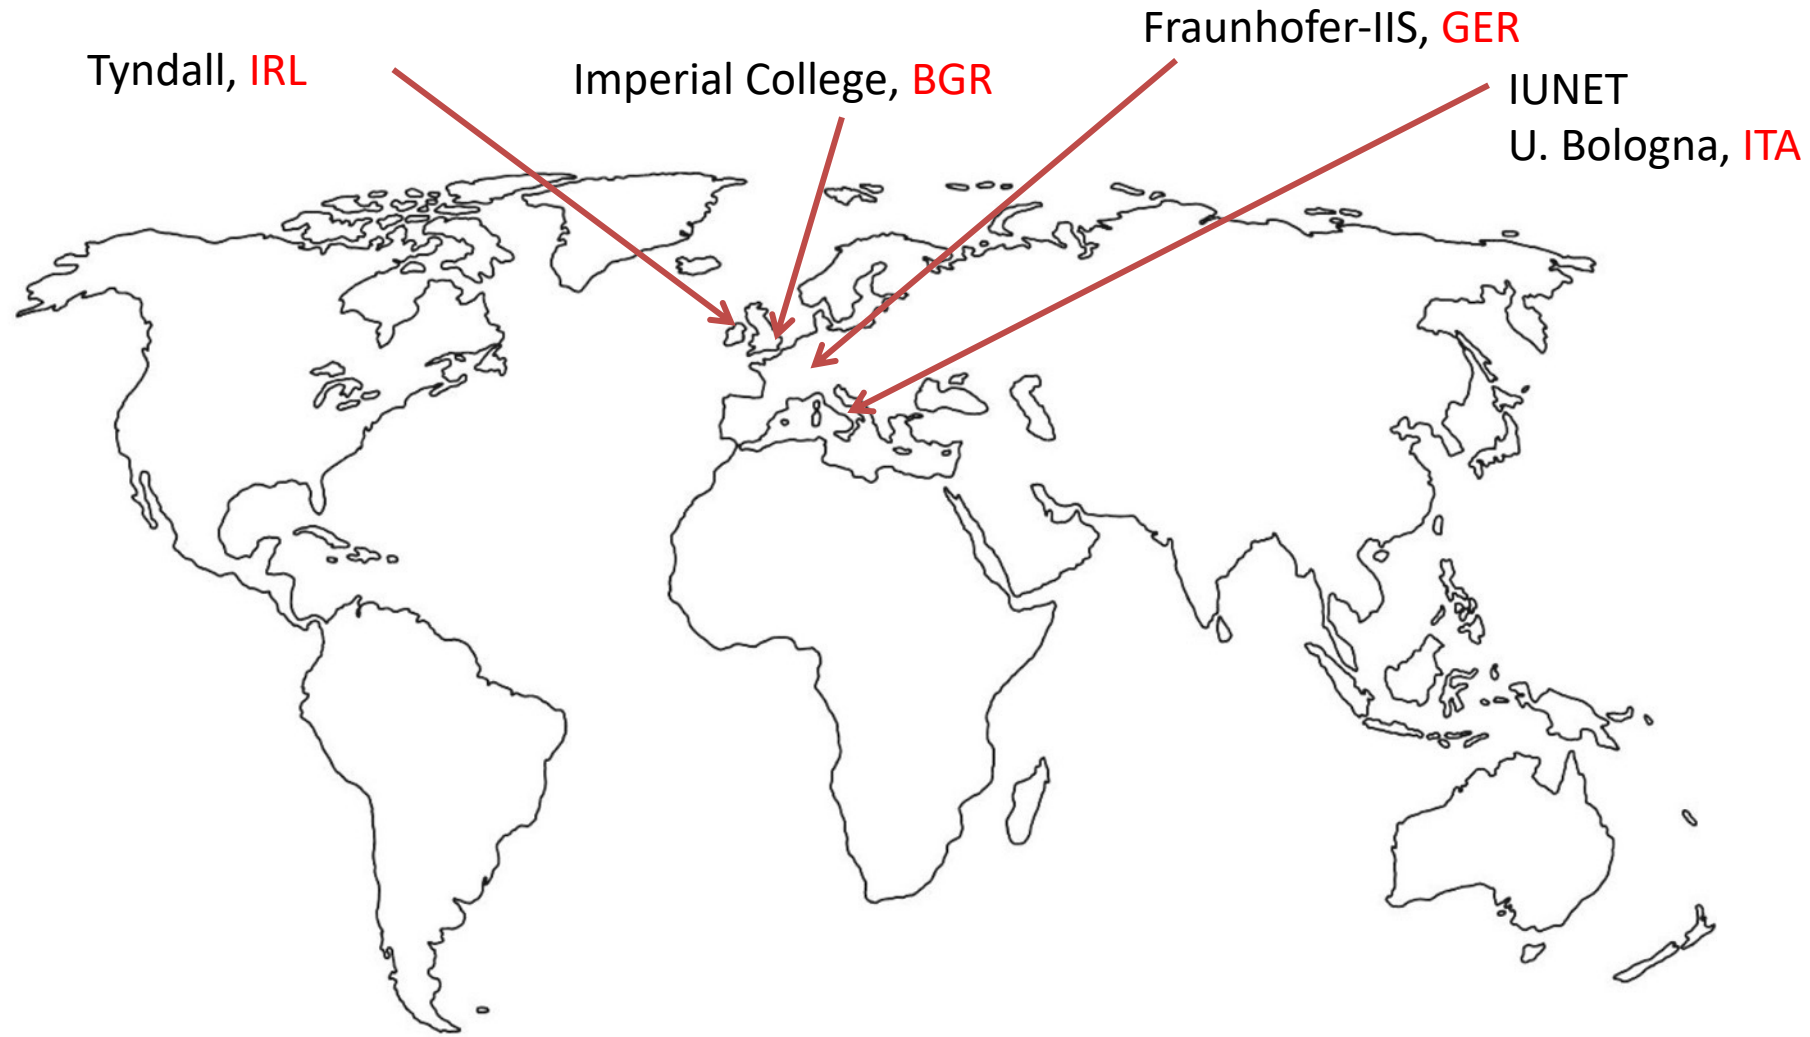 Tyndall, IRL
Imperial College, BGR
Fraunhofer-IIS, GER
IUNET
U. Bologna, ITA